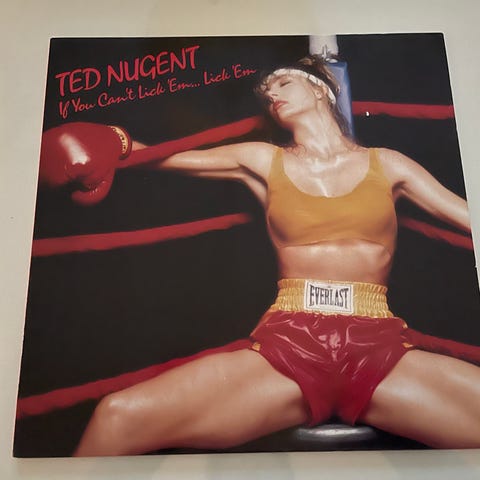 TED NUGENT
If You Can't Lick 'Em... Lick 'Em
EVERLAST